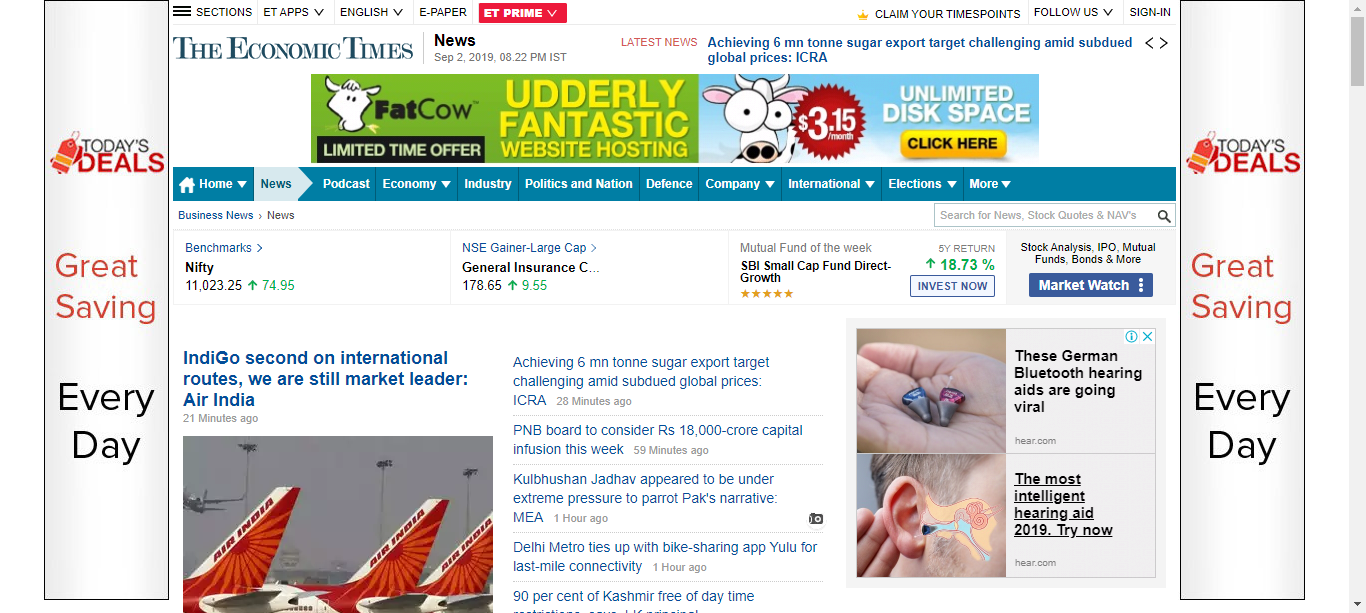 SECTIONS
ET APPS
ENGLISH
E-PAPER
ET PRIME
CLAIM YOUR TIMESPOINTS
FOLLOW US
SIGN-IN
THE ECONOMIC TIMES
News
Sep 2, 2019, 08.22 PM IST
LATEST NEWS
Achieving 6 mn tonne sugar export target challenging amid subdued
global prices: ICRA
FatCow™
LIMITED TIME OFFER
UDDERLY
FANTASTIC
WEBSITE HOSTING
$3.15
/month
UNLIMITED
DISK SPACE
CLICK HERE
TODAY'S
DEALS
Great
Saving
Every
Day
Home
News
Podcast
Economy
Industry
Politics and Nation
Defence
Company
International
Elections
More
Business News › News
Search for News, Stock Quotes & NAV's
Benchmarks
Nifty
11,023.25 74.95
NSE Gainer-Large Cap
General Insurance C...
178.65 9.55
Mutual Fund of the week
SBI Small Cap Fund Direct-
Growth
★★★★★
5Y RETURN
18.73 %
INVEST NOW
Stock Analysis, IPO, Mutual
Funds, Bonds & More
Market Watch
IndiGo second on international
routes, we are still market leader:
Air India
21 Minutes ago
AIR INDIA
AIR INDIA
AIR INDIA
Achieving 6 mn tonne sugar export target
challenging amid subdued global prices:
ICRA 28 Minutes ago
PNB board to consider Rs 18,000-crore capital
infusion this week 59 Minutes ago
Kulbhushan Jadhav appeared to be under
extreme pressure to parrot Pak's narrative:
MEA 1 Hour ago
Delhi Metro ties up with bike-sharing app Yulu for
last-mile connectivity 1 Hour ago
90 per cent of Kashmir free of day time
These German
Bluetooth hearing
aids are going
viral
hear.com
The most
intelligent
hearing aid
2019. Try now
hear.com
TODAY'S
DEALS
Great
Saving
Every
Day